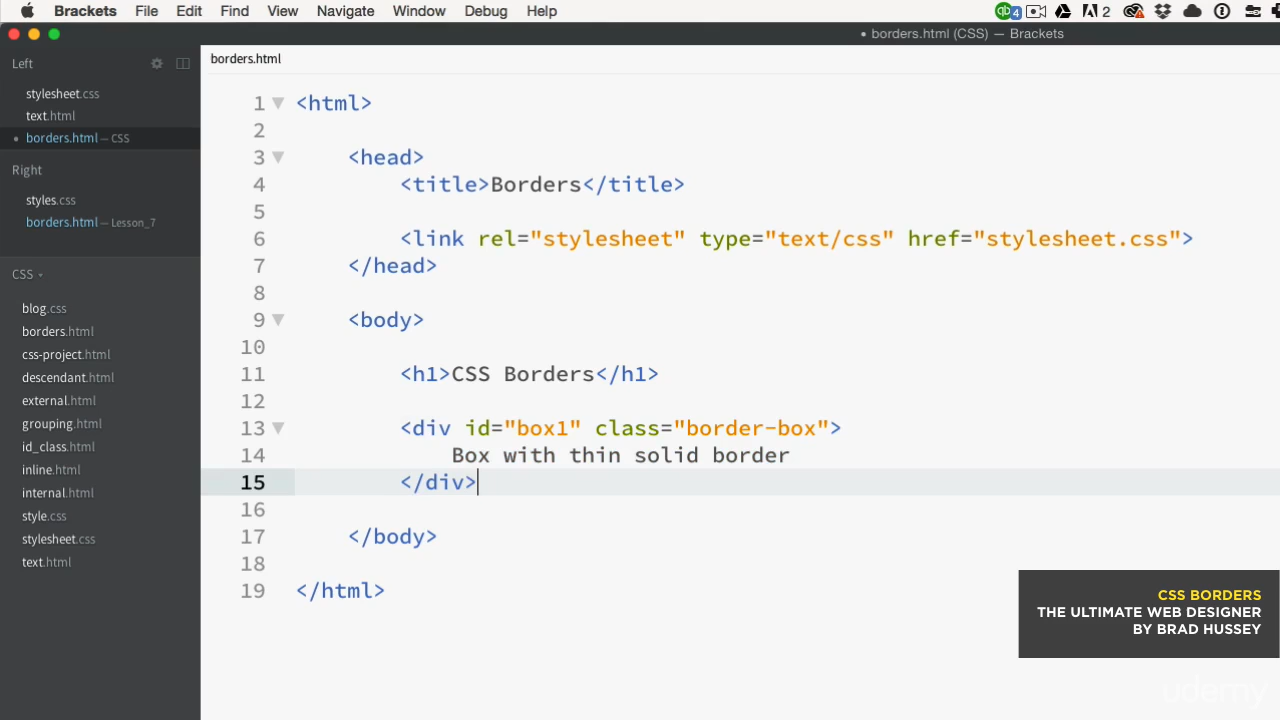 Brackets File Edit Find View Navigate Window Debug Help
4
2
borders.html (CSS) — Brackets
Left
stylesheet.css
text.html
borders.html — CSS
Right
styles.css
borders.html — Lesson_7
CSS
blog.css
borders.html
css-project.html
descendant.html
external.html
grouping.html
id_class.html
inline.html
internal.html
style.css
stylesheet.css
text.html
borders.html
1 <html>
2
3 <head>
4 <title>Borders</title>
5
6 <link rel="stylesheet" type="text/css" href="stylesheet.css">
7 </head>
8
9 <body>
10
11 <h1>CSS Borders</h1>
12
13 <div id="box1" class="border-box">
14 Box with thin solid border
15 </div>
16
17 </body>
18
19 </html>
CSS BORDERS
THE ULTIMATE WEB DESIGNER
BY BRAD HUSSEY
udemy